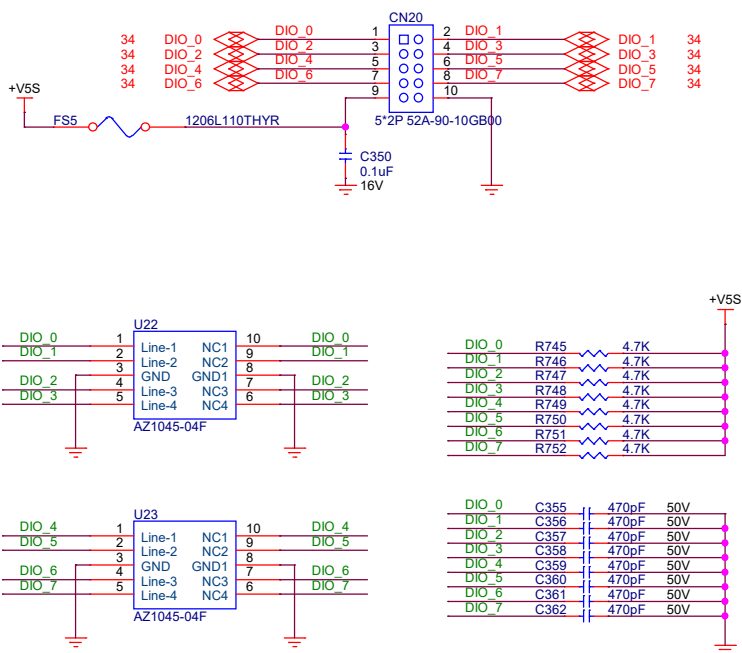 CN20
34 DIO_0 DIO_0 1 2 DIO_1 DIO_1 34
34 DIO_2 DIO_2 3 4 DIO_3 DIO_3 34
34 DIO_4 DIO_4 5 6 DIO_5 DIO_5 34
34 DIO_6 DIO_6 7 8 DIO_7 DIO_7 34
+V5S 9 10
FS5 1206L110THYR 5*2P 52A-90-10GB00
C350
0.1uF
16V
U22
DIO_0 1 Line-1 NC1 10 DIO_0
DIO_1 2 Line-2 NC2 9 DIO_1
3 GND GND1 8
DIO_2 4 Line-3 NC3 7 DIO_2
DIO_3 5 Line-4 NC4 6 DIO_3
AZ1045-04F
+V5S
DIO_0 R745 4.7K
DIO_1 R746 4.7K
DIO_2 R747 4.7K
DIO_3 R748 4.7K
DIO_4 R749 4.7K
DIO_5 R750 4.7K
DIO_6 R751 4.7K
DIO_7 R752 4.7K
U23
DIO_4 1 Line-1 NC1 10 DIO_4
DIO_5 2 Line-2 NC2 9 DIO_5
3 GND GND1 8
DIO_6 4 Line-3 NC3 7 DIO_6
DIO_7 5 Line-4 NC4 6 DIO_7
AZ1045-04F
DIO_0 C355 470pF 50V
DIO_1 C356 470pF 50V
DIO_2 C357 470pF 50V
DIO_3 C358 470pF 50V
DIO_4 C359 470pF 50V
DIO_5 C360 470pF 50V
DIO_6 C361 470pF 50V
DIO_7 C362 470pF 50V